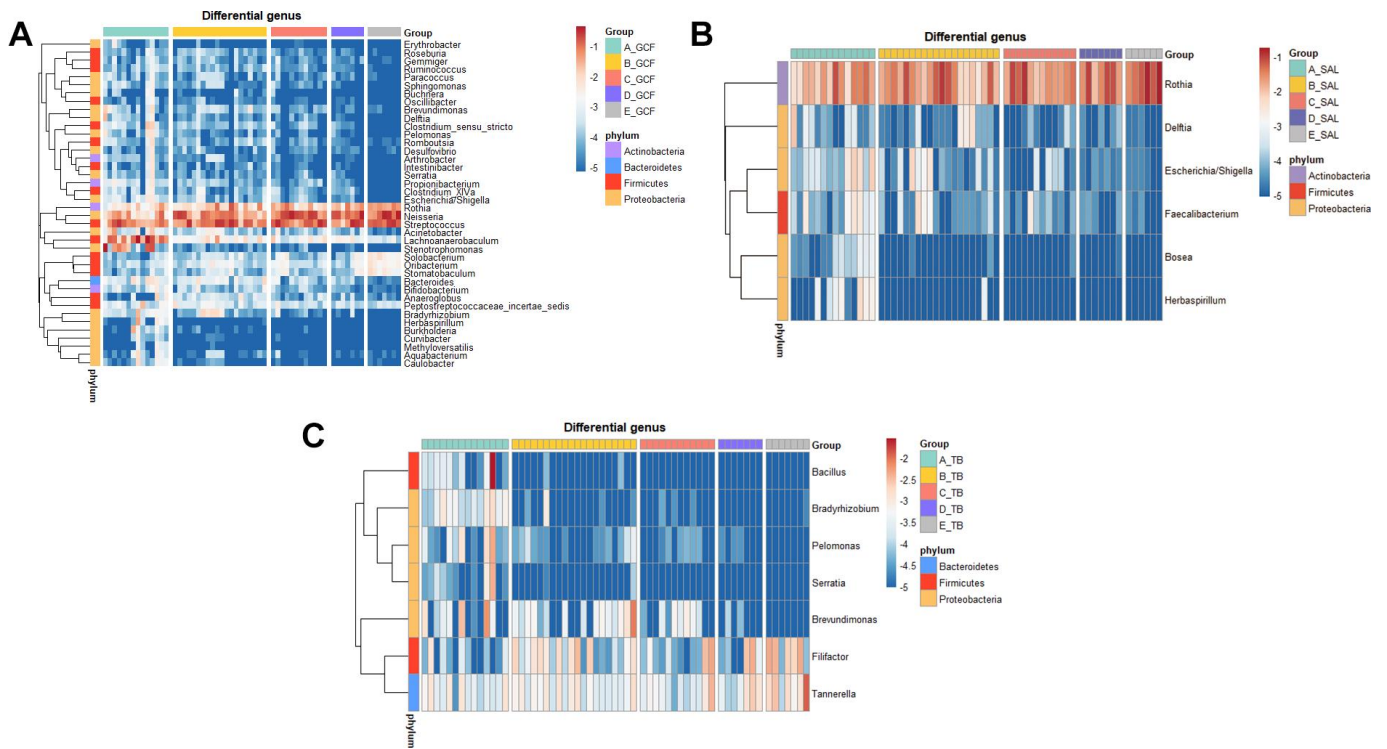 A
Differential genus
Group
Erythrobacter
Roseburia
Gemmiger
Ruminococcus
Paracoccus
Sphingomonas
Buchnera
Oscillibacter
Brevundimonas
Delftia
Clostridium_sensu_stricto
Pelomonas
Romboutsia
Desulfovibrio
Arthrobacter
Intestinibacter
Serratia
Propionibacterium
Clostridium_XlVa
Escherichia/Shigella
Rothia
Neisseria
Streptococcus
Acinetobacter
Lachnoanaerobaculum
Stenotrophomonas
Solobacterium
Oribacterium
Stomatobaculum
Bacteroides
Bifidobacterium
Anaeroglobus
Peptostreptococcaceae_incertae_sedis
Bradyrhizobium
Herbaspirillum
Burkholderia
Curvibacter
Methyloversatilis
Aquabacterium
Caulobacter
phylum
-1
-2
-3
-4
-5
Group
A_GCF
B_GCF
C_GCF
D_GCF
E_GCF
phylum
Actinobacteria
Bacteroidetes
Firmicutes
Proteobacteria
B
Differential genus
Group
Rothia
Delftia
Escherichia/Shigella
Faecalibacterium
Bosea
Herbaspirillum
phylum
-1
-2
-3
-4
-5
Group
A_SAL
B_SAL
C_SAL
D_SAL
E_SAL
phylum
Actinobacteria
Firmicutes
Proteobacteria
C
Differential genus
Group
Bacillus
Bradyrhizobium
Pelomonas
Serratia
Brevundimonas
Filifactor
Tannerella
phylum
-2
-2.5
-3
-3.5
-4
-4.5
-5
Group
A_TB
B_TB
C_TB
D_TB
E_TB
phylum
Bacteroidetes
Firmicutes
Proteobacteria